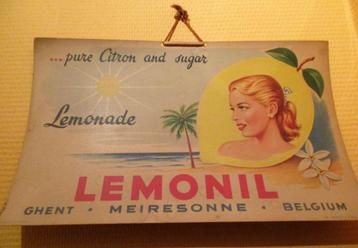 ...pure Citron and sugar
Lemonade
LEMONIL
GHENT • MEIRESONNE • BELGIUM